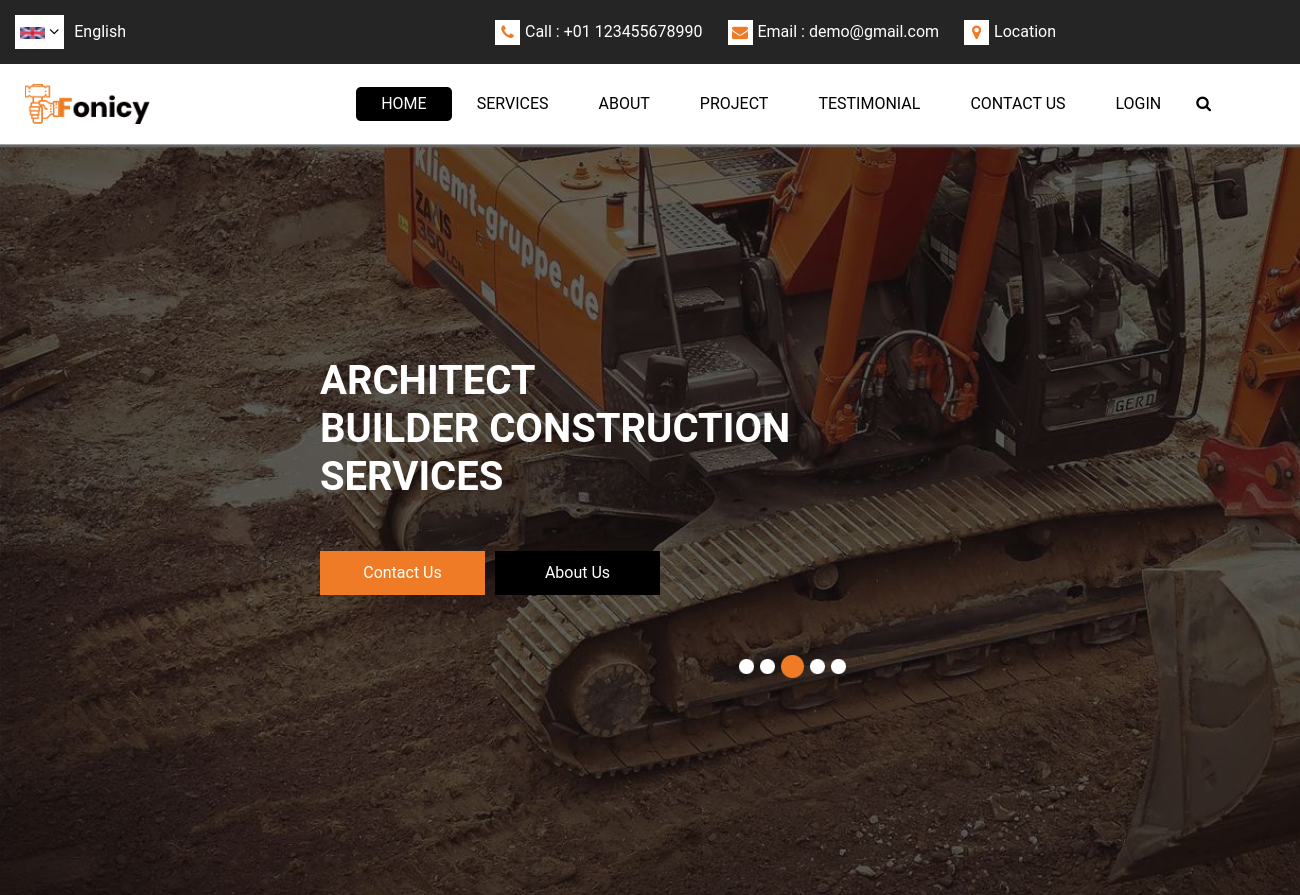 English
Call : +01 123455678990
Email : demo@gmail.com
Location
Fonicy
HOME
SERVICES
ABOUT
PROJECT
TESTIMONIAL
CONTACT US
LOGIN
kliemt-gruppe.de
ZAXIS
350LCN
GERD
ARCHITECT
BUILDER CONSTRUCTION
SERVICES
Contact Us
About Us